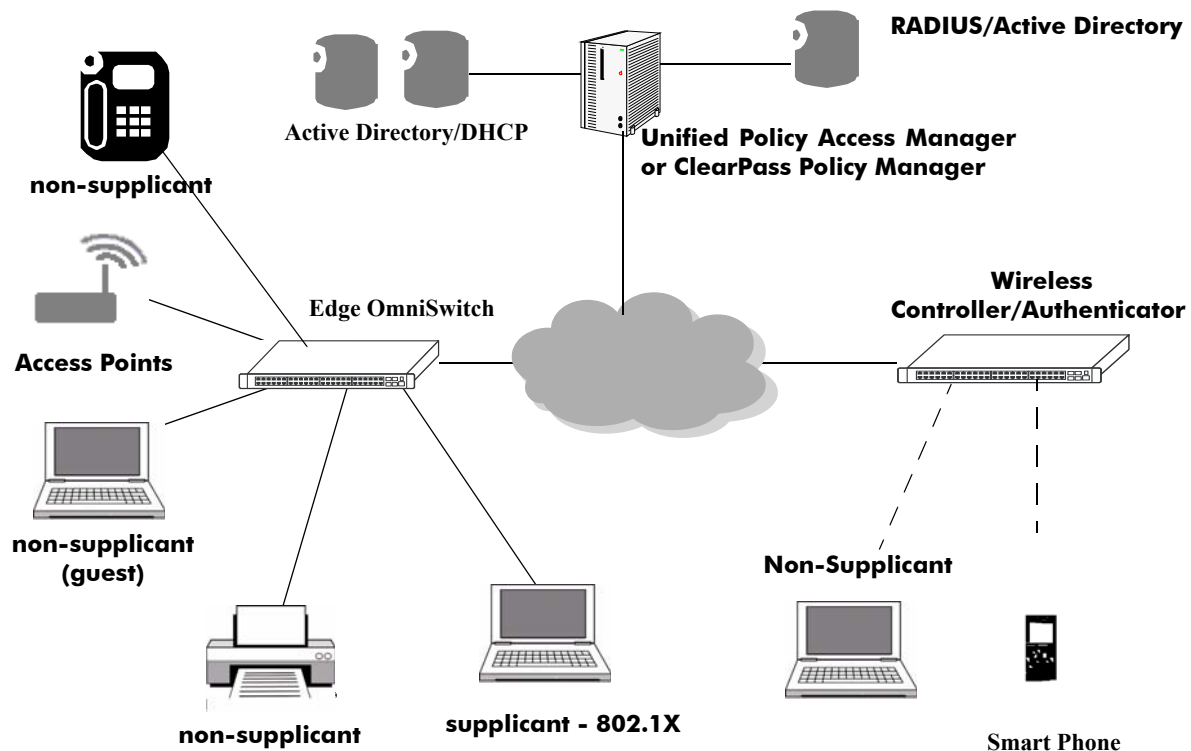 RADIUS/Active Directory
Active Directory/DHCP
Unified Policy Access Manager
or ClearPass Policy Manager
non-supplicant
Edge OmniSwitch
Wireless
Controller/Authenticator
Access Points
non-supplicant
(guest)
Non-Supplicant
non-supplicant
supplicant - 802.1X
Smart Phone